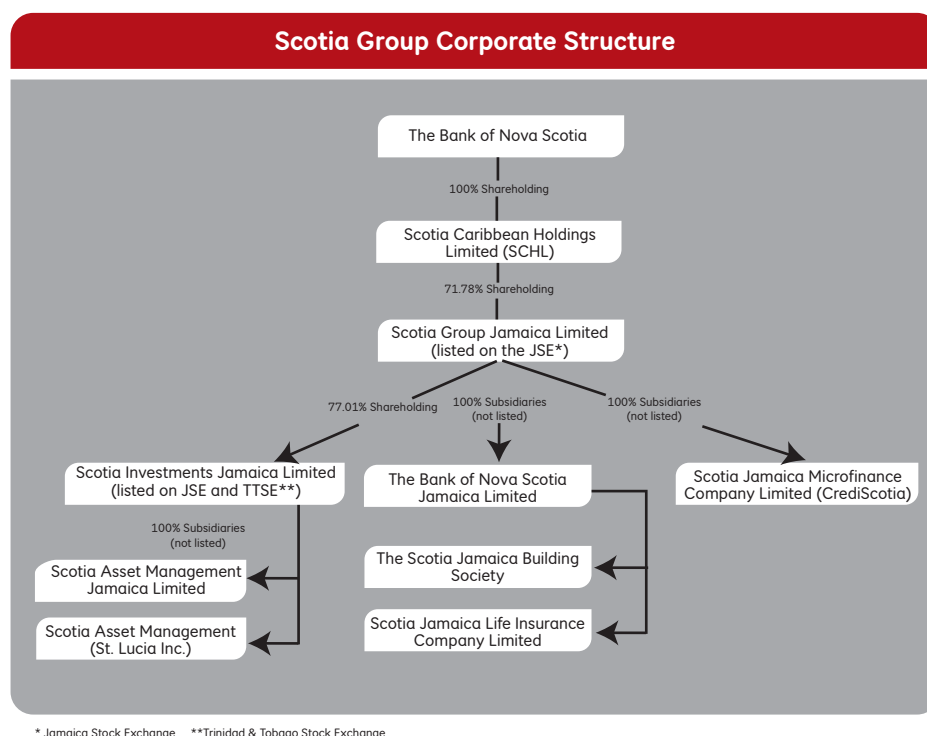 Scotia Group Corporate Structure
The Bank of Nova Scotia
100% Shareholding
Scotia Caribbean Holdings
Limited (SCHL)
71.78% Shareholding
Scotia Group Jamaica Limited
(listed on the JSE*)
77.01% Shareholding
100% Subsidiaries
(not listed)
100% Subsidiaries
(not listed)
Scotia Investments Jamaica Limited
(listed on JSE and TTSE**)
The Bank of Nova Scotia
Jamaica Limited
Scotia Jamaica Microfinance
Company Limited (CrediScotia)
100% Subsidiaries
(not listed)
Scotia Asset Management
Jamaica Limited
The Scotia Jamaica Building
Society
Scotia Asset Management
(St. Lucia Inc.)
Scotia Jamaica Life Insurance
Company Limited
* Jamaica Stock Exchange **Trinidad & Tobago Stock Exchange